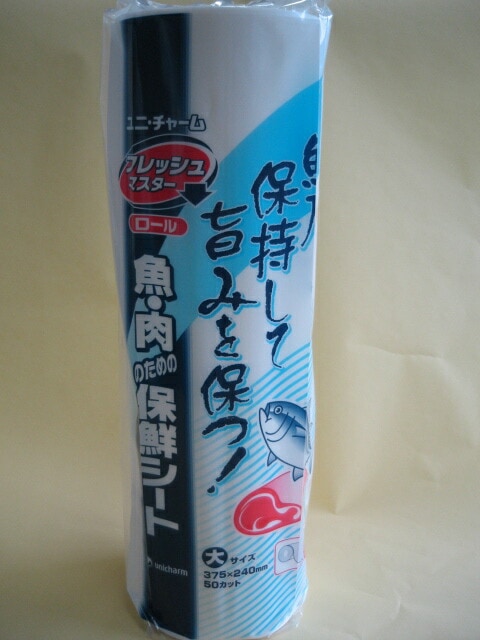 ユニ・チャーム
フレッシュ
マスター
ロール
魚・肉
のための
保鮮シート
保持して
旨みを保つ!
unicharm
大サイズ
375×240mm
50カット